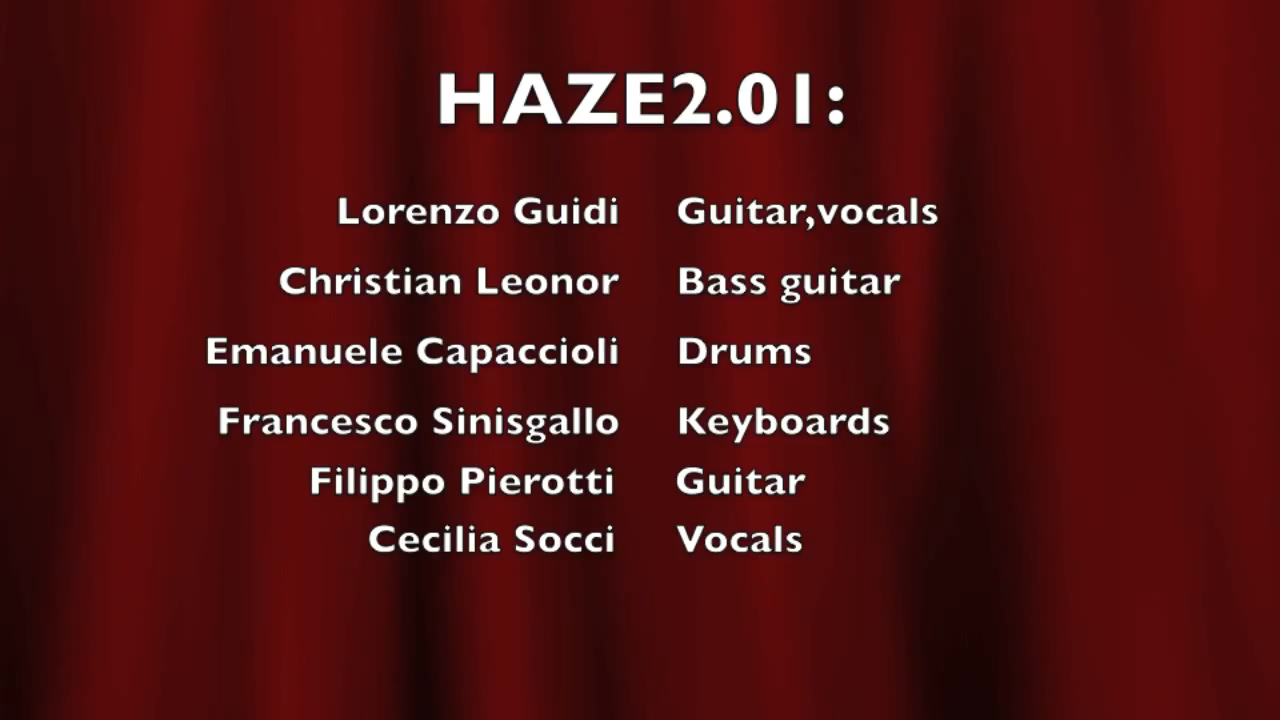 HAZE2.01:
Lorenzo Guidi Guitar,vocals
Christian Leonor Bass guitar
Emanuele Capaccioli Drums
Francesco Sinisgallo Keyboards
Filippo Pierotti Guitar
Cecilia Socci Vocals